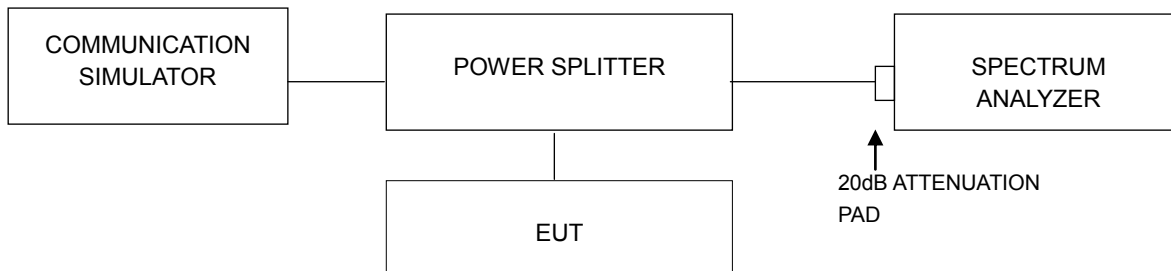 COMMUNICATION
SIMULATOR
POWER SPLITTER
SPECTRUM
ANALYZER
20dB ATTENUATION
PAD
EUT